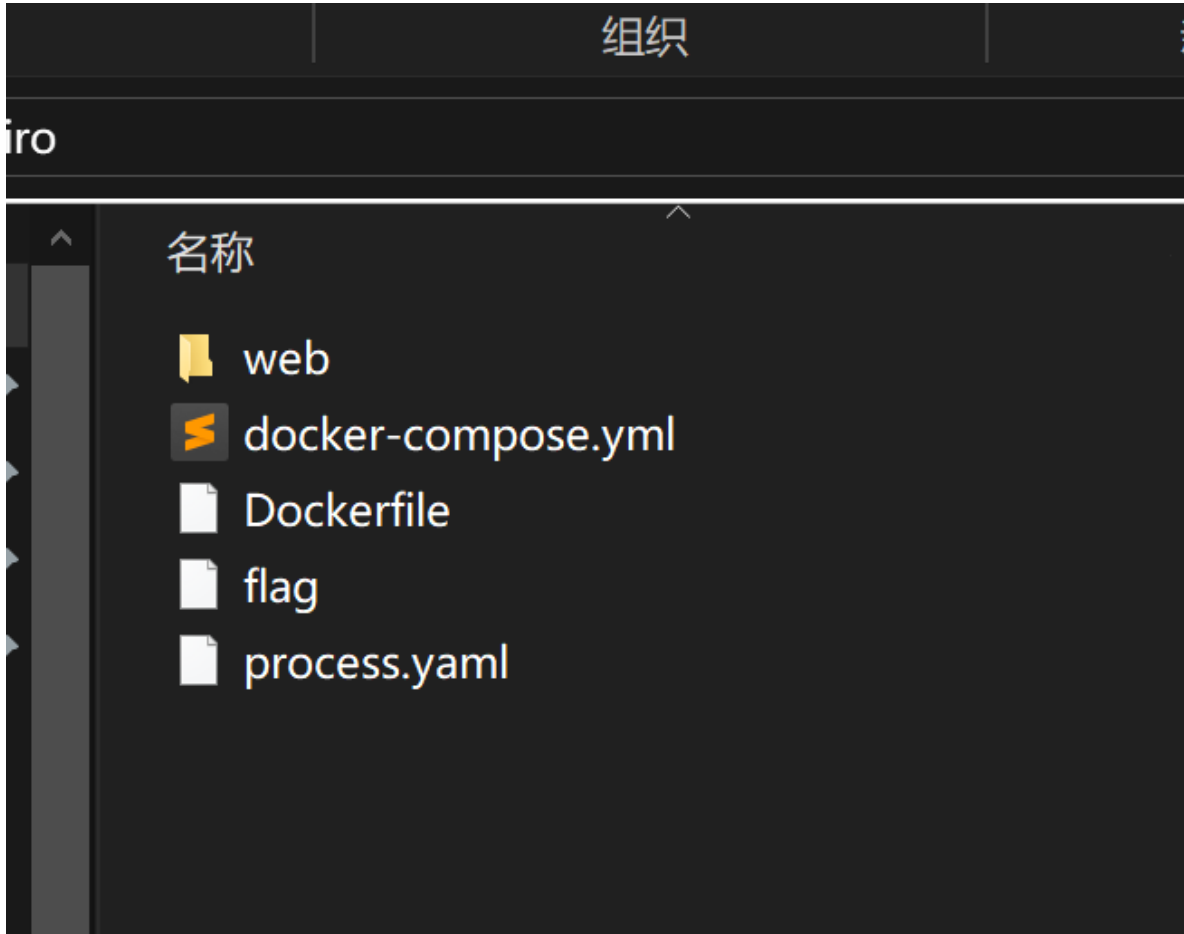 组织
iro
名称
web
docker-compose.yml
Dockerfile
flag
process.yaml